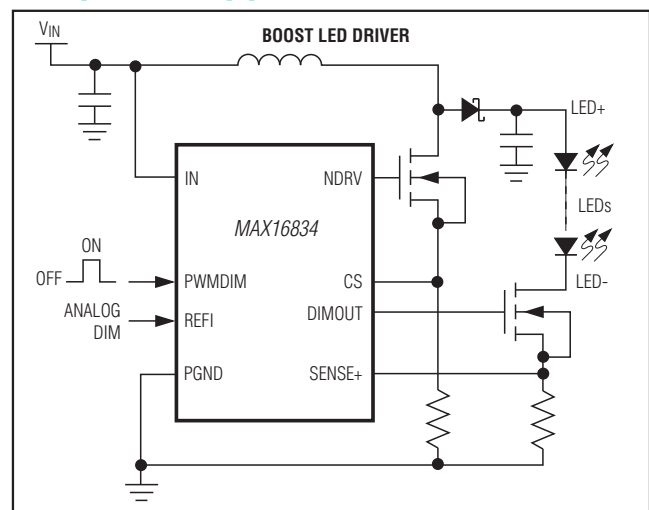 VIN
BOOST LED DRIVER
LED+
IN
NDRV
LEDs
MAX16834
ON
OFF
PWMDIM
CS
LED-
ANALOG
DIM
REFI
DIMOUT
PGND
SENSE+